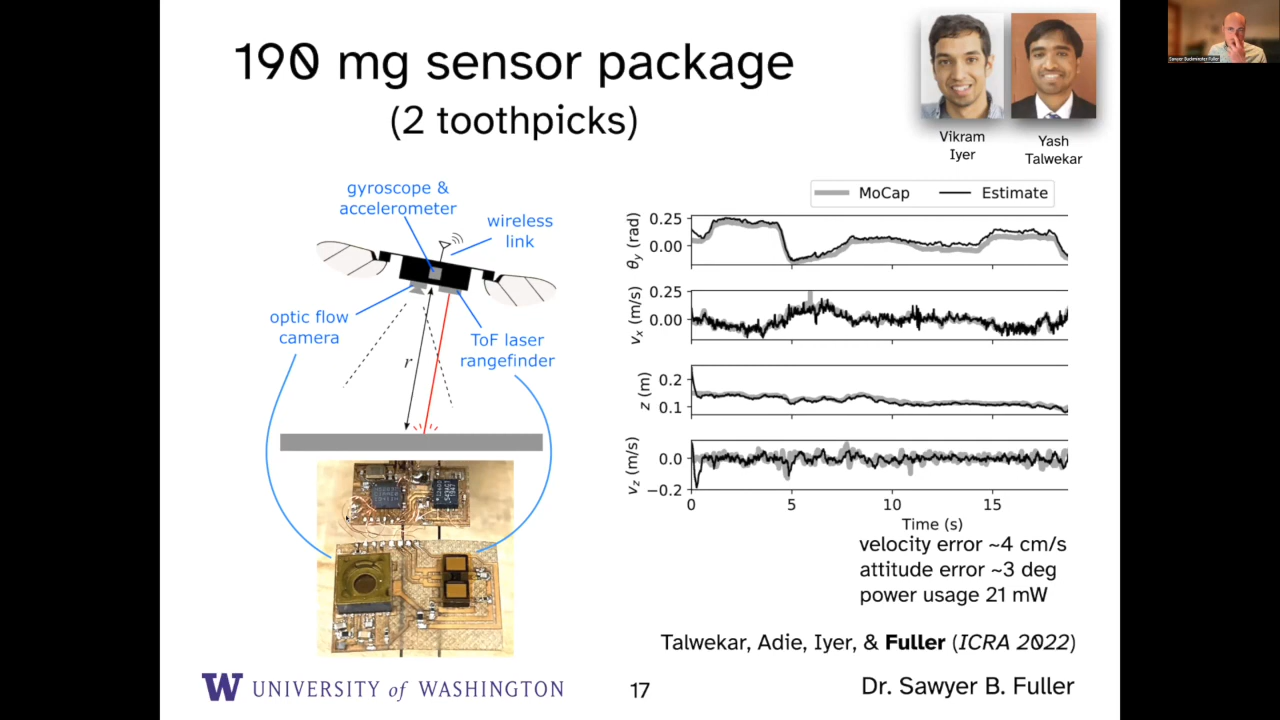 190 mg sensor package
(2 toothpicks)
Vikram
Iyer
Yash
Talwekar
Sawyer Buckminster Fuller
gyroscope &
accelerometer
wireless
link
optic flow
camera
ToF laser
rangefinder
r
MoCap
Estimate
θy (rad)
0.25
0.00
vx (m/s)
0.25
0.00
z (m)
0.2
0.1
vz (m/s)
0.0
−0.2
0
5
10
15
Time (s)
velocity error ~4 cm/s
attitude error ~3 deg
power usage 21 mW
Talwekar, Adie, Iyer, & Fuller (ICRA 2022)
W UNIVERSITY of WASHINGTON
17
Dr. Sawyer B. Fuller